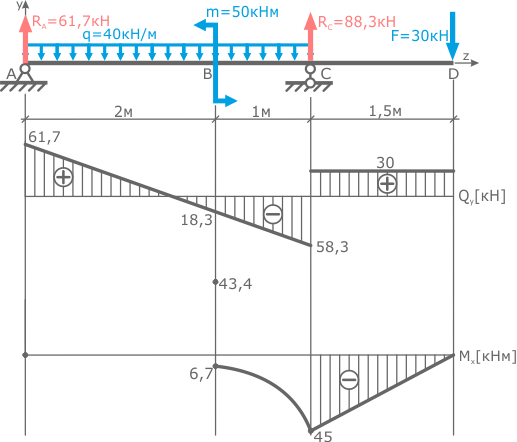 y
R_A=61,7кН
m=50кНм
R_C=88,3кН
q=40кН/м
F=30кН
A
B
C
D
z
2м
1м
1,5м
61,7
30
Q_y[кН]
18,3
58,3
43,4
M_x[кНм]
6,7
45